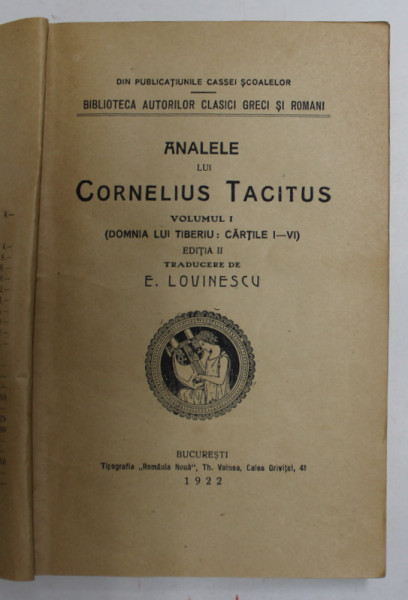 DIN PUBLICAȚIUNILE CASSEI ȘCOALELOR
BIBLIOTECA AUTORILOR CLASICI GRECI ȘI ROMANI
ANALELE
LUI
CORNELIUS TACITUS
VOLUMUL I
(DOMNIA LUI TIBERIU: CĂRȚILE I—VI)
EDIȚIA II
TRADUCERE DE
E. LOVINESCU
BUCUREȘTI
Tipografia „România Nouă”, Th. Voinea, Calea Griviței, 41
1922